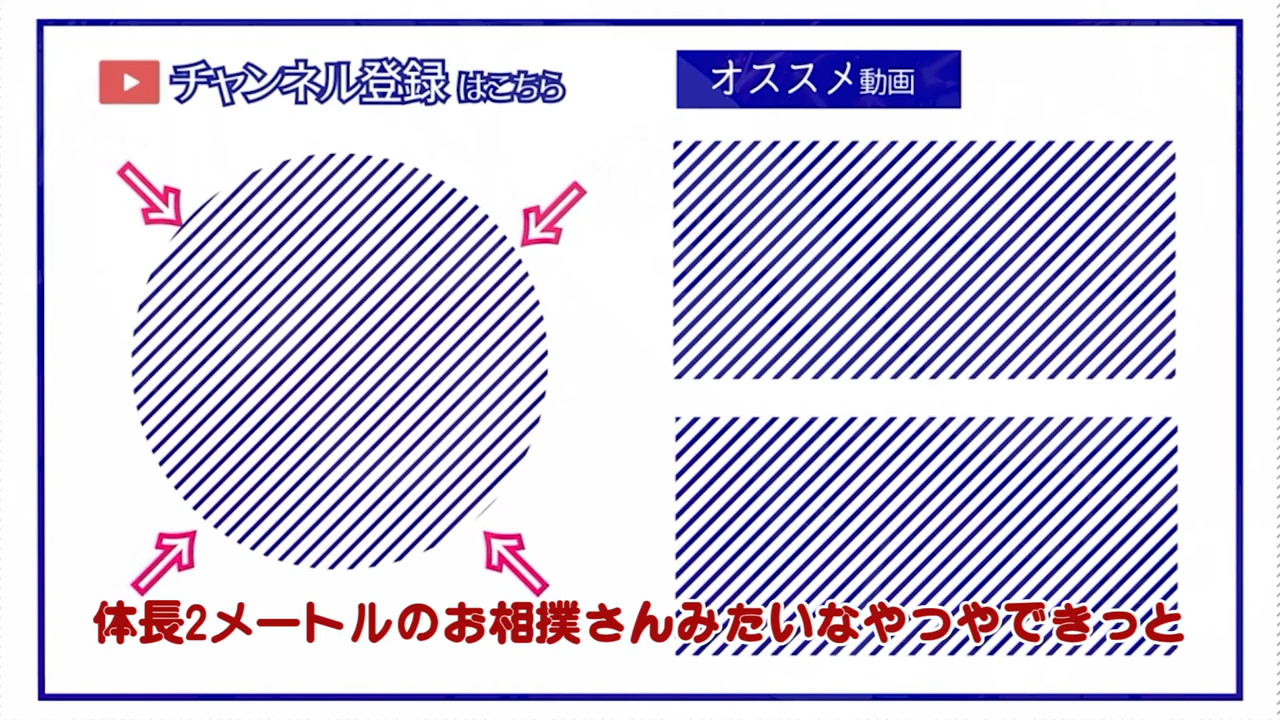 チャンネル登録 はこちら
オススメ動画
体長2メートルのお相撲さんみたいなやつやできっと